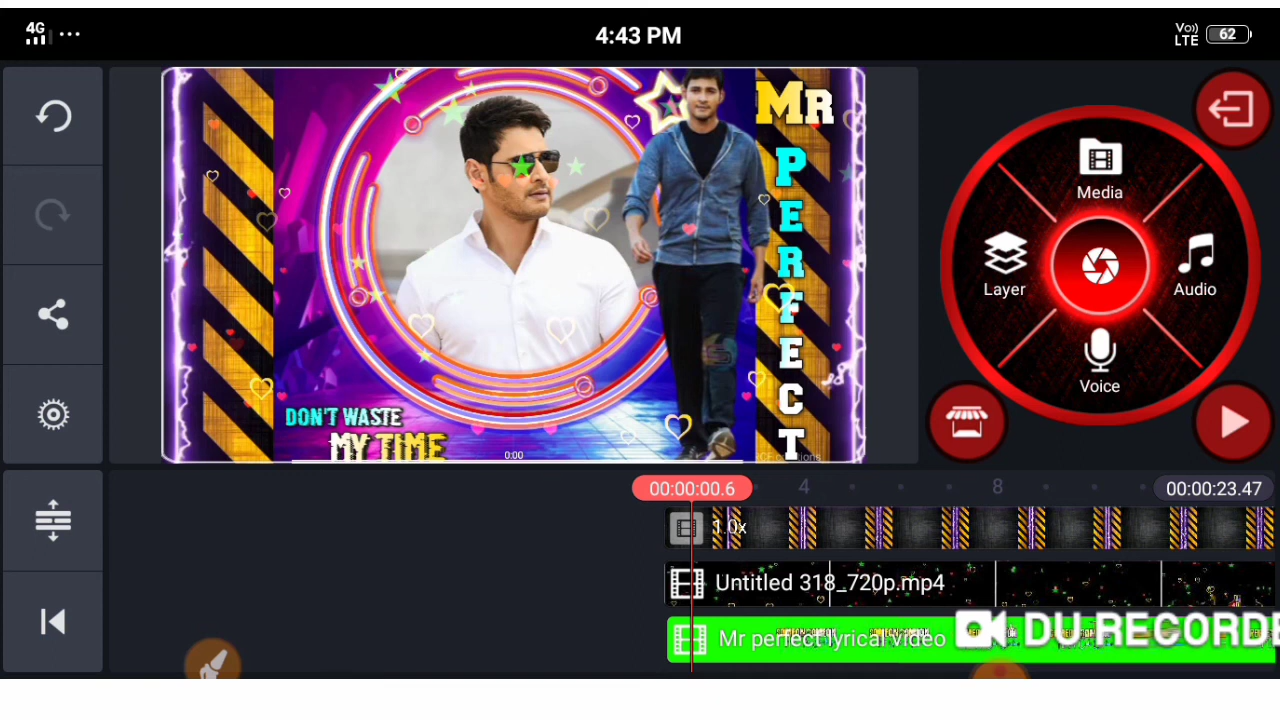 4G
4:43 PM
Vo)) LTE
62
MR
PERFECT
DON'T WASTE
MY TIME
0:00
Media
Layer
Audio
Voice
00:00:00.6
4
8
00:00:23.47
1.0x
Untitled 318_720p.mp4
Mr perfect lyrical video
DU RECORDE